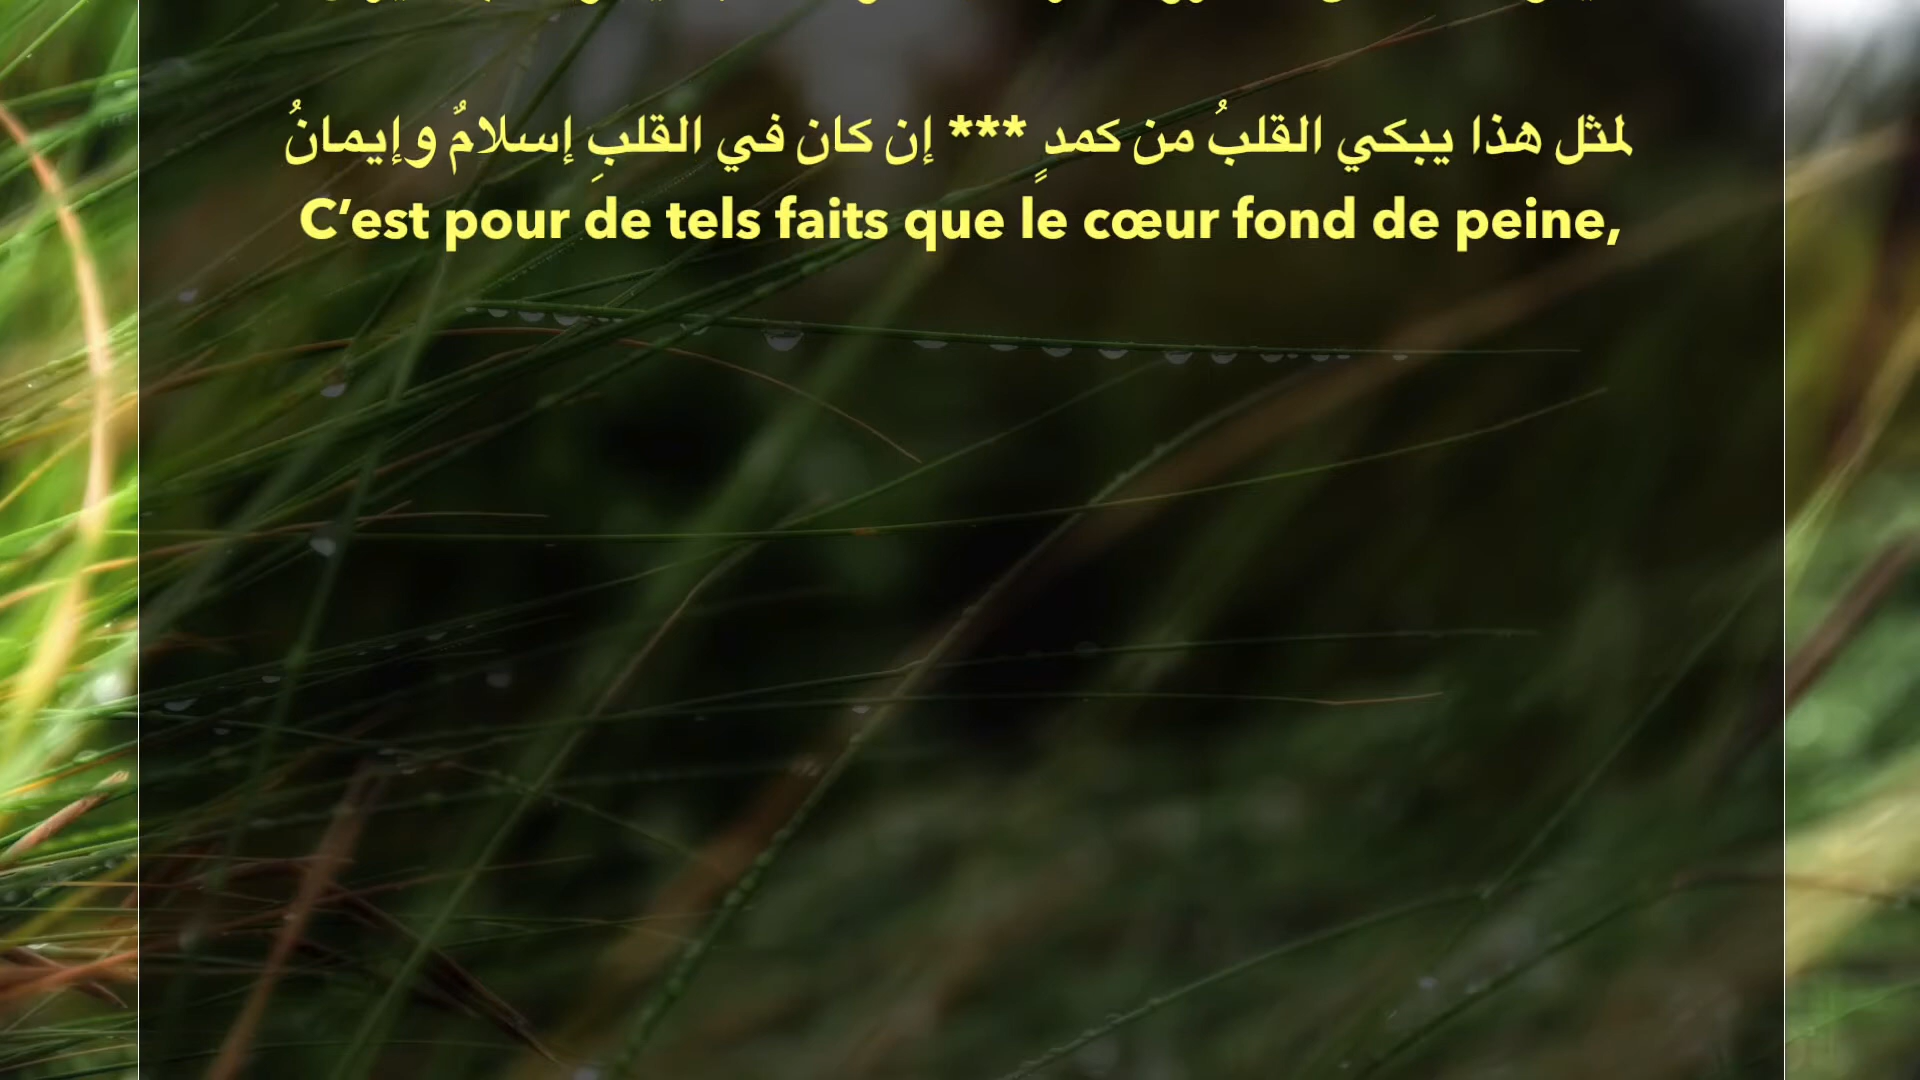 لمثل هذا يبكي القلبُ من كمدٍ *** إن كان في القلبِ إسلامٌ وإيمانُ
C’est pour de tels faits que le cœur fond de peine,